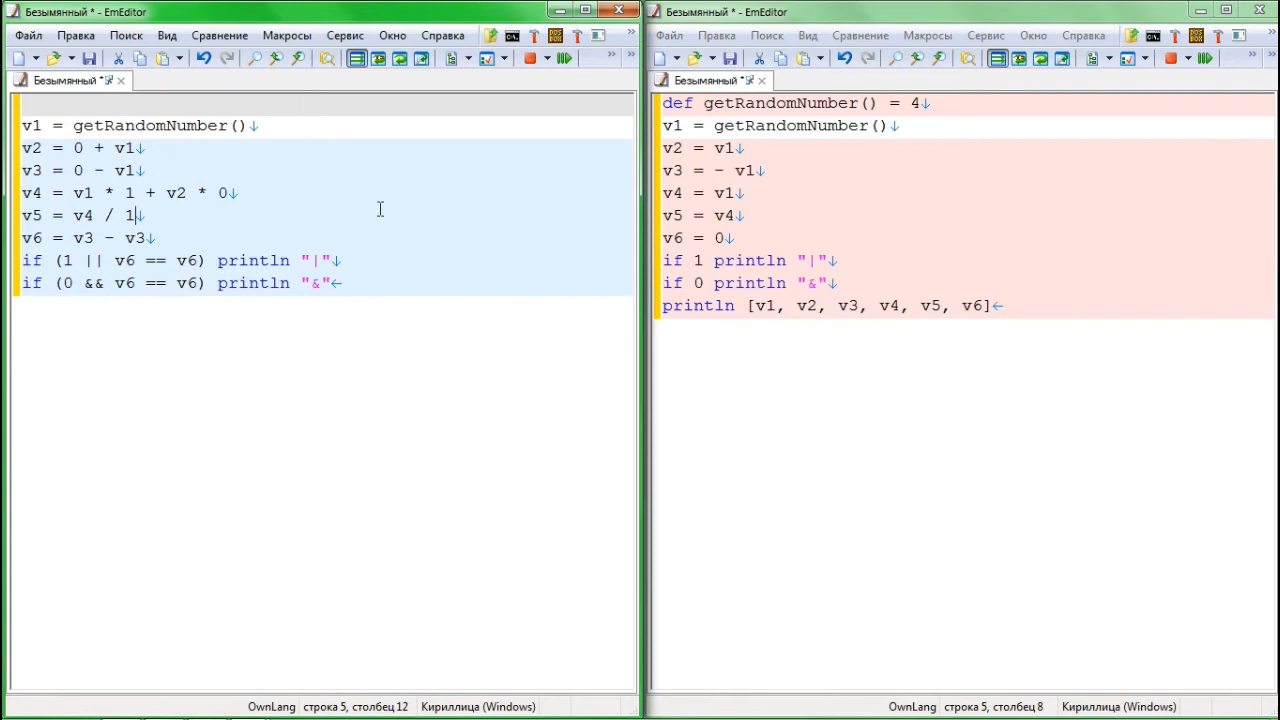 Безымянный * - EmEditor
Файл Правка Поиск Вид Сравнение Макросы Сервис Окно Справка
Безымянный *
v1 = getRandomNumber()
v2 = 0 + v1
v3 = 0 - v1
v4 = v1 * 1 + v2 * 0
v5 = v4 / 1
v6 = v3 - v3
if (1 || v6 == v6) println "|"
if (0 && v6 == v6) println "&"
OwnLang строка 5, столбец 12 Кириллица (Windows)
Безымянный * - EmEditor
Файл Правка Поиск Вид Сравнение Макросы Сервис Окно Справка
Безымянный *
def getRandomNumber() = 4
v1 = getRandomNumber()
v2 = v1
v3 = - v1
v4 = v1
v5 = v4
v6 = 0
if 1 println "|"
if 0 println "&"
println [v1, v2, v3, v4, v5, v6]
OwnLang строка 5, столбец 8 Кириллица (Windows)